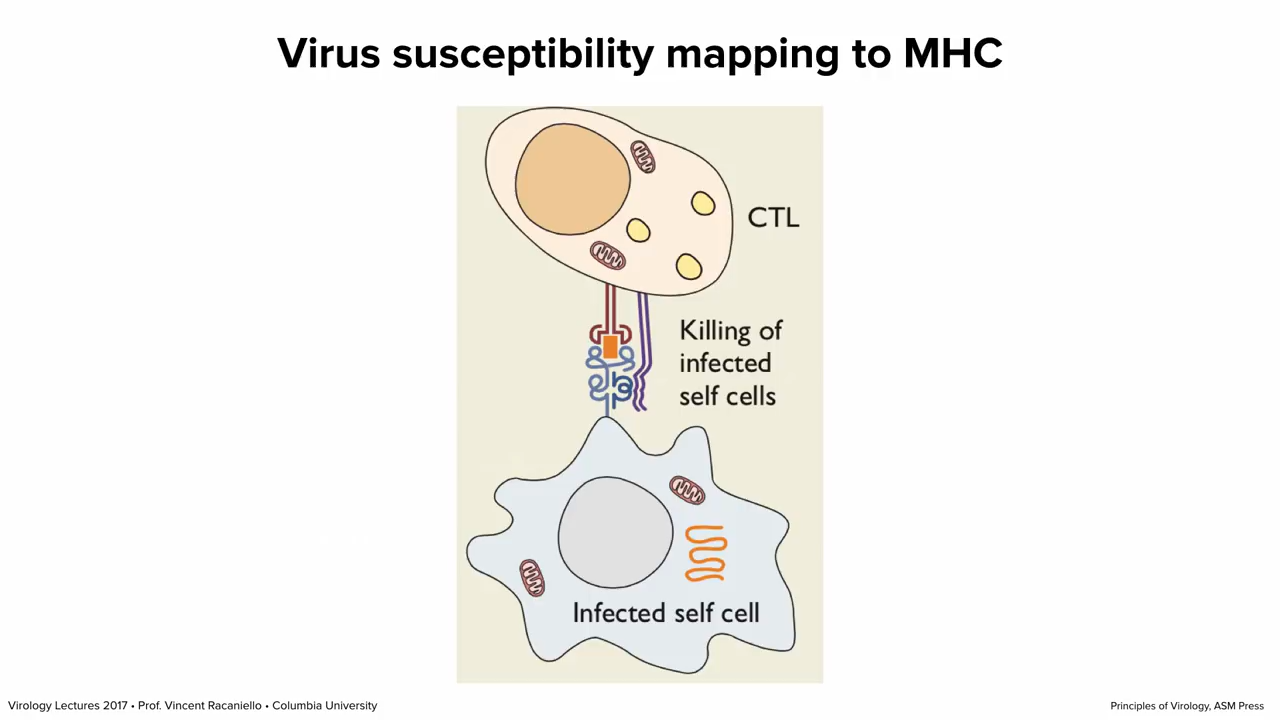 Virus susceptibility mapping to MHC
CTL
Killing of
infected
self cells
Infected self cell
Virology Lectures 2017 • Prof. Vincent Racaniello • Columbia University
Principles of Virology, ASM Press